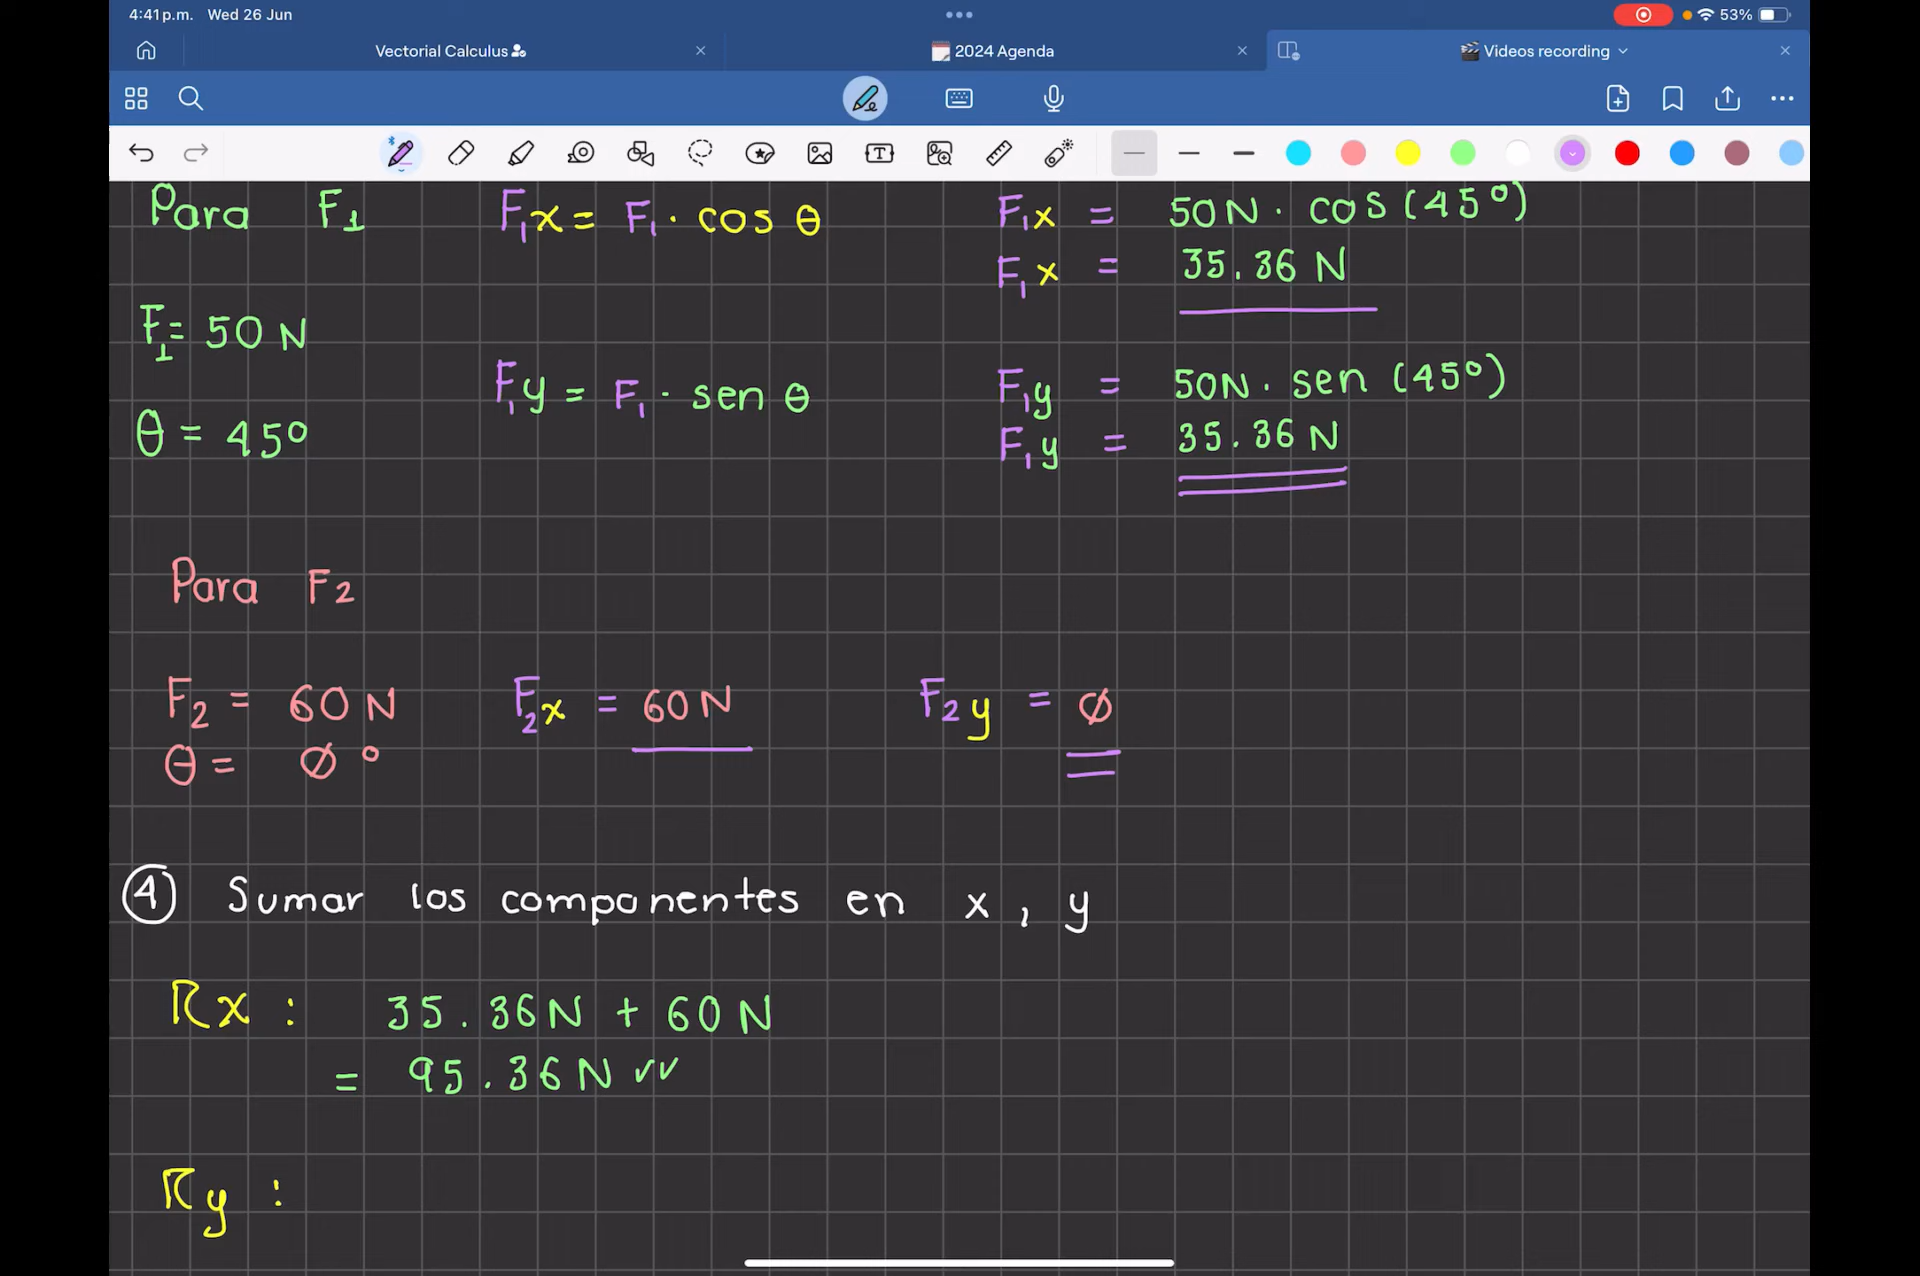 4:41 p.m. Wed 26 Jun
53%
Vectorial Calculus
2024 Agenda
Videos recording
Para F1
F1x = F1 · cos θ
F1x = 50N · cos (45°)
F1x = 35.36 N
F1 = 50 N
F1y = F1 · sen θ
F1y = 50N · sen (45°)
F1y = 35.36 N
θ = 45°
Para F2
F2 = 60 N
F2x = 60 N
F2y = ∅
θ = ∅°
④ Sumar los componentes en x, y
Rx : 35.36N + 60 N
= 95.36 N ✓✓
Ry :